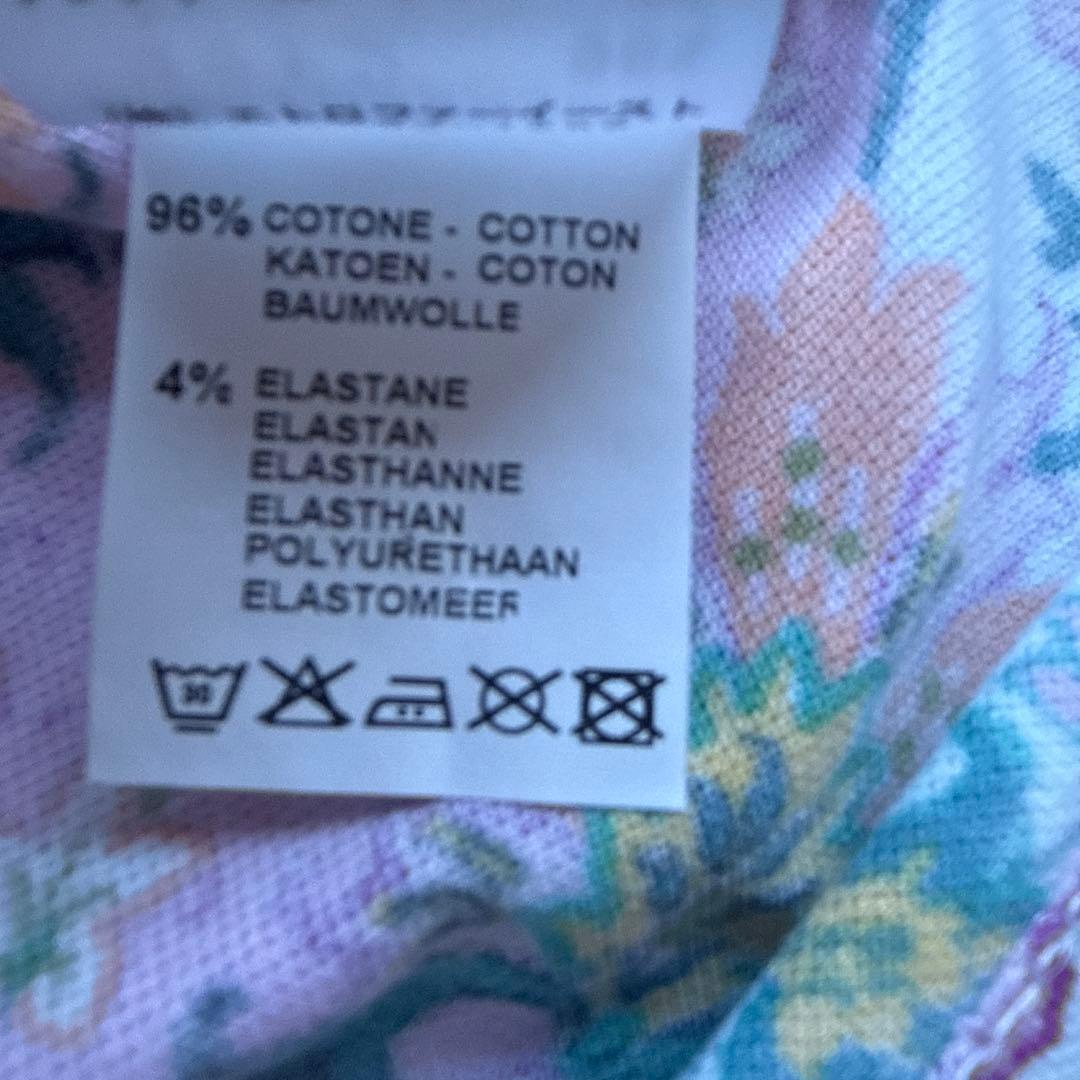 96% COTONE - COTTON
KATOEN - COTON
BAUMWOLLE
4% ELASTANE
ELASTAN
ELASTHANNE
ELASTHAN
POLYURETHAAN
ELASTOMEER
30